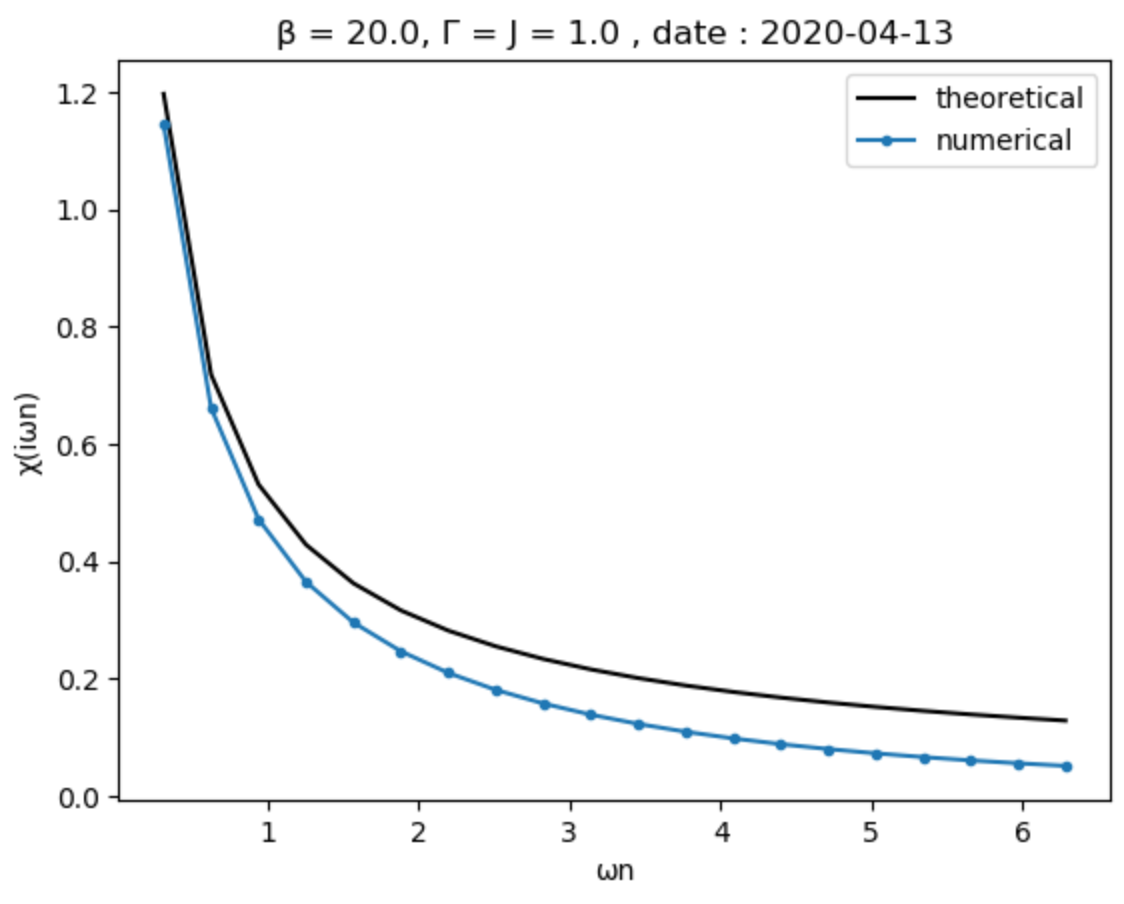 β = 20.0, Γ = J = 1.0 , date : 2020-04-13
theoretical
numerical
1.2
1.0
0.8
0.6
0.4
0.2
0.0
χ(iωn)
1 2 3 4 5 6
ωn